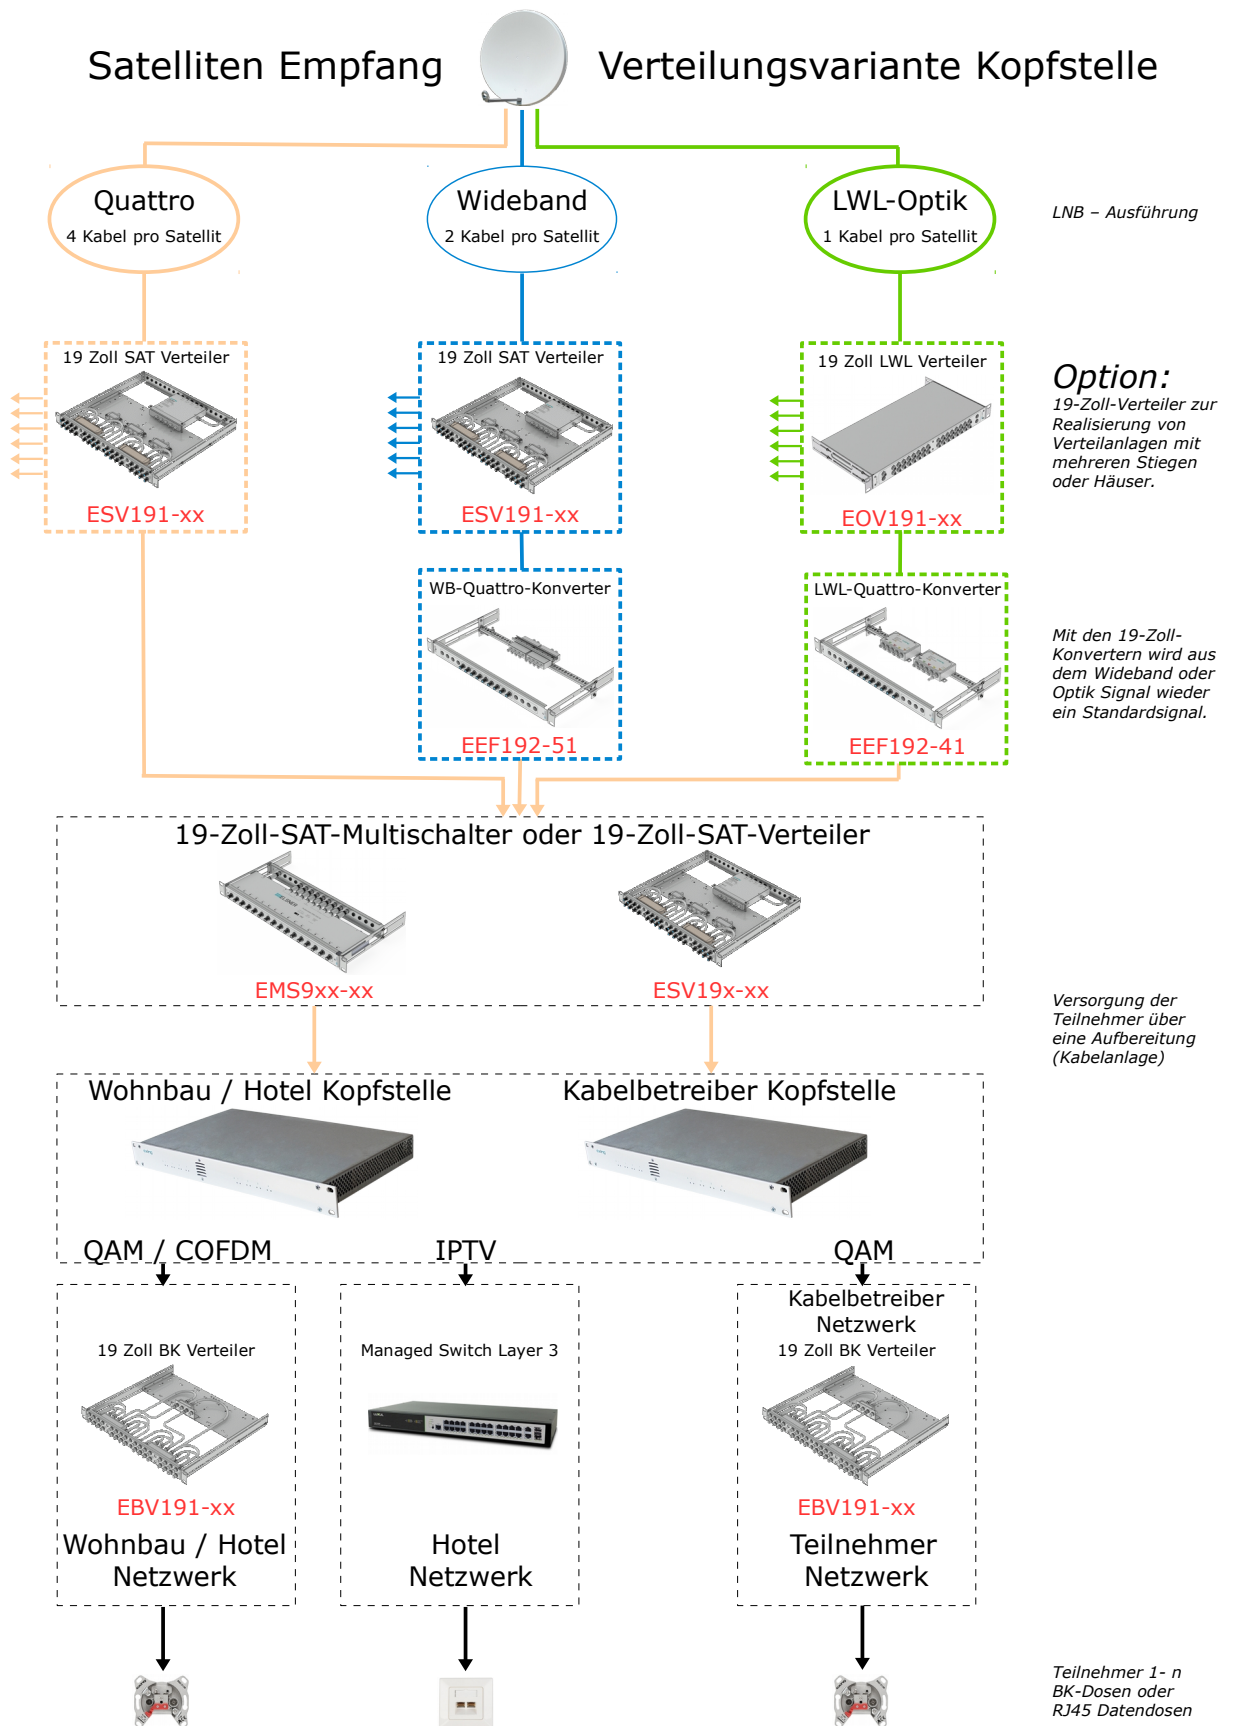 Satelliten Empfang
Verteilungsvariante Kopfstelle
Quattro
4 Kabel pro Satellit
Wideband
2 Kabel pro Satellit
LWL-Optik
1 Kabel pro Satellit
LNB – Ausführung
19 Zoll SAT Verteiler
ESV191-xx
19 Zoll SAT Verteiler
ESV191-xx
19 Zoll LWL Verteiler
EOV191-xx
Option:
19-Zoll-Verteiler zur
Realisierung von
Verteilanlagen mit
mehreren Stiegen
oder Häuser.
WB-Quattro-Konverter
EEF192-51
LWL-Quattro-Konverter
EEF192-41
Mit den 19-Zoll-
Konvertern wird aus
dem Wideband oder
Optik Signal wieder
ein Standardsignal.
19-Zoll-SAT-Multischalter oder 19-Zoll-SAT-Verteiler
EMS9xx-xx
ESV19x-xx
Versorgung der
Teilnehmer über
eine Aufbereitung
(Kabelanlage)
Wohnbau / Hotel Kopfstelle
Kabelbetreiber Kopfstelle
QAM / COFDM
IPTV
QAM
19 Zoll BK Verteiler
EBV191-xx
Wohnbau / Hotel
Netzwerk
Managed Switch Layer 3
Hotel
Netzwerk
Kabelbetreiber
Netzwerk
19 Zoll BK Verteiler
EBV191-xx
Teilnehmer
Netzwerk
Teilnehmer 1- n
BK-Dosen oder
RJ45 Datendosen